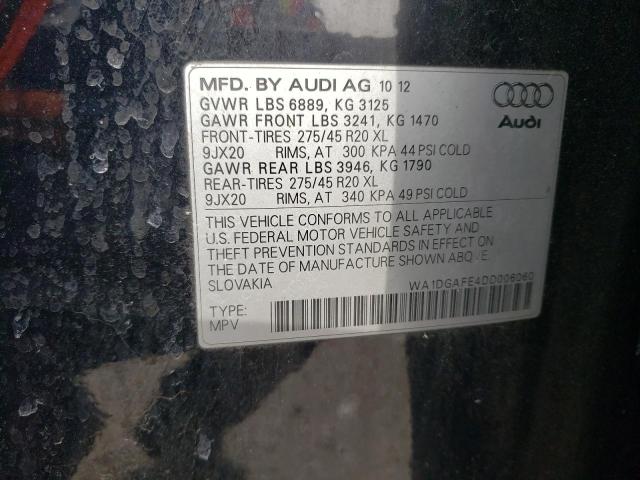 MFD. BY AUDI AG 10 12
GVWR LBS 6889, KG 3125
GAWR FRONT LBS 3241, KG 1470
FRONT-TIRES 275/45 R20 XL
9JX20 RIMS, AT 300 KPA 44 PSI COLD
GAWR REAR LBS 3946, KG 1790
REAR-TIRES 275/45 R20 XL
9JX20 RIMS, AT 340 KPA 49 PSI COLD
Audi
THIS VEHICLE CONFORMS TO ALL APPLICABLE
U.S. FEDERAL MOTOR VEHICLE SAFETY AND
THEFT PREVENTION STANDARDS IN EFFECT ON
THE DATE OF MANUFACTURE SHOWN ABOVE.
SLOVAKIA
WA1DGAFE4DD006060
TYPE:
MPV